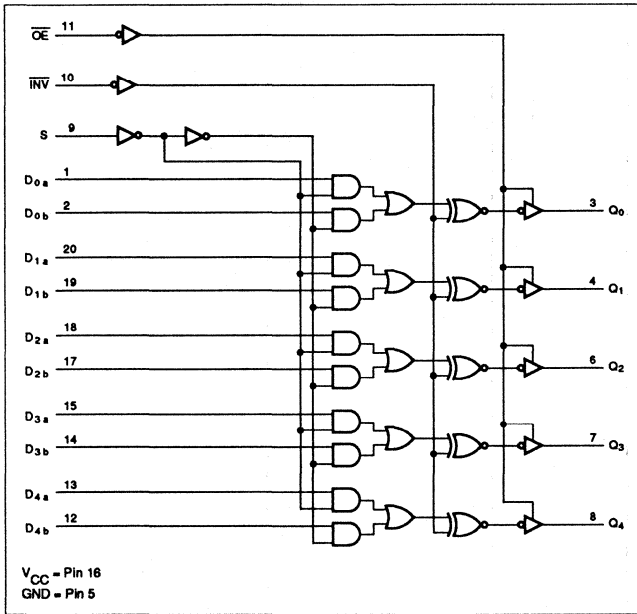 11
OE
10
INV
9
S
1
D0a
3
Q0
2
D0b
20
D1a
4
Q1
19
D1b
18
D2a
6
Q2
17
D2b
15
D3a
7
Q3
14
D3b
13
D4a
8
Q4
12
D4b
VCC = Pin 16
GND = Pin 5